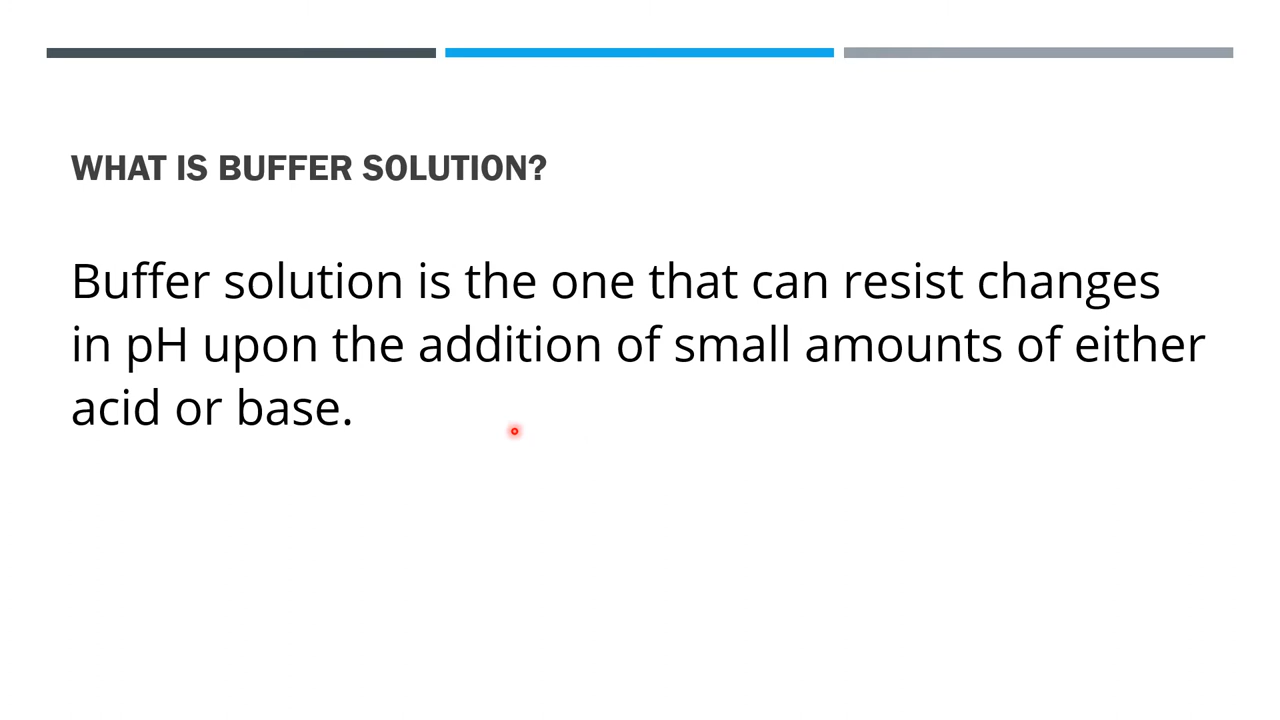 WHAT IS BUFFER SOLUTION?
Buffer solution is the one that can resist changes
in pH upon the addition of small amounts of either
acid or base.